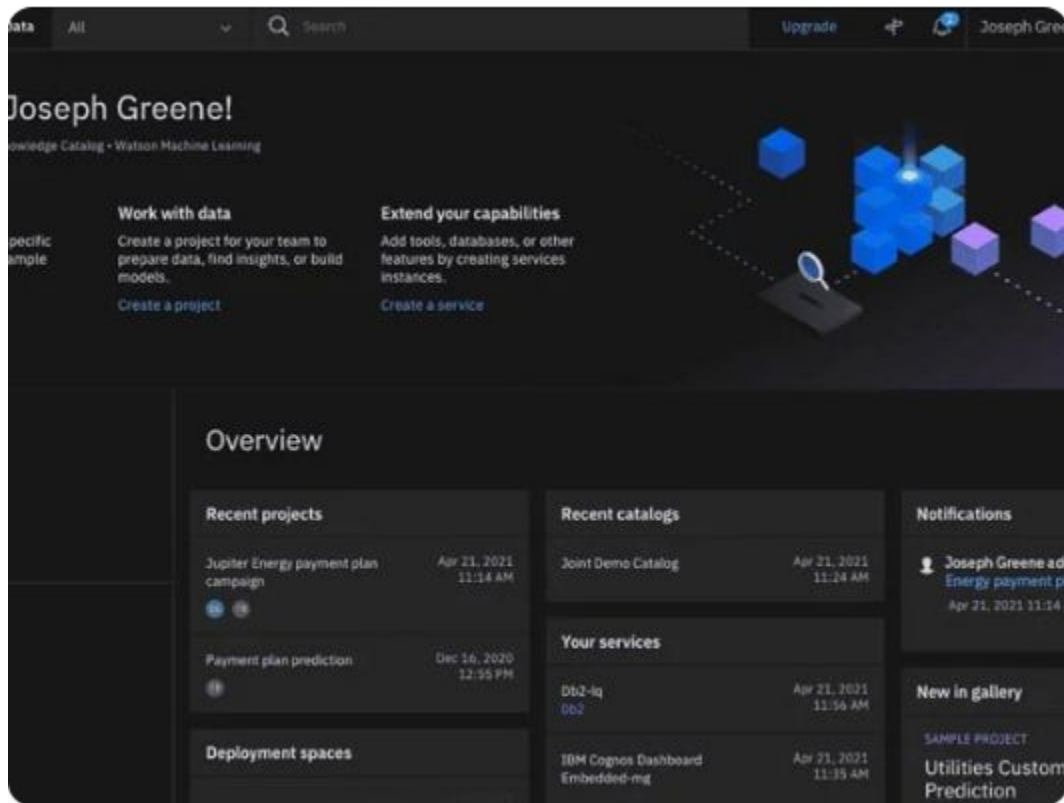 Data All Search Upgrade 2 Joseph Gree
Joseph Greene!
owledge Catalog • Watson Machine Learning
pecific
ample
Work with data
Create a project for your team to
prepare data, find insights, or build
models.
Create a project
Extend your capabilities
Add tools, databases, or other
features by creating services
instances.
Create a service
Overview
Recent projects
Jupiter Energy payment plan
campaign
Apr 21, 2021
11:14 AM
Payment plan prediction
Dec 16, 2020
12:55 PM
Deployment spaces
Recent catalogs
Joint Demo Catalog
Apr 21, 2021
11:24 AM
Your services
Db2-lq
Db2
Apr 21, 2021
11:56 AM
IBM Cognos Dashboard
Embedded-mg
Apr 21, 2021
11:35 AM
Notifications
Joseph Greene ad
Energy payment p
Apr 21, 2021 11:14
New in gallery
SAMPLE PROJECT
Utilities Custom
Prediction